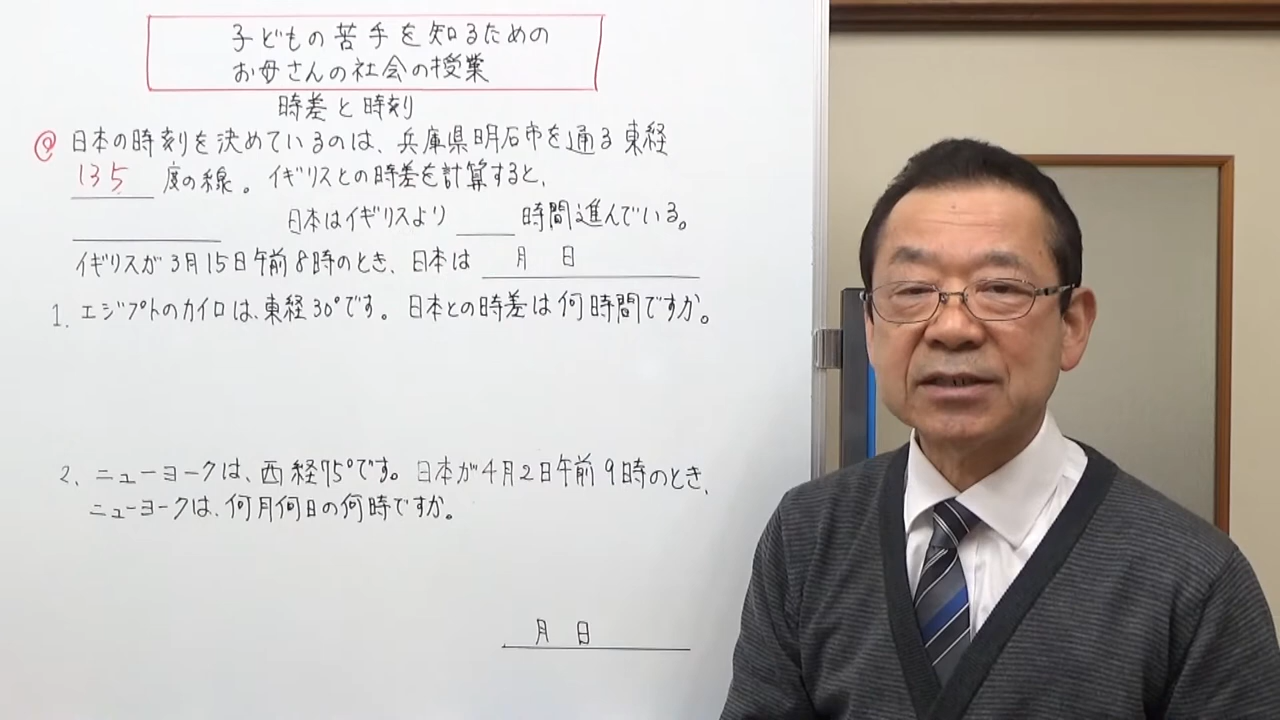 子どもの苦手を知るための
お母さんの社会の授業
時差と時刻
@ 日本の時刻を決めているのは、兵庫県明石市を通る東経
135 度の線。イギリスとの時差を計算すると、
日本はイギリスより 時間進んでいる。
イギリスが3月15日午前8時のとき、日本は 月 日
1. エジプトのカイロは、東経30°です。日本との時差は何時間ですか。
2. ニューヨークは、西経75°です。日本が4月2日午前9時のとき、
ニューヨークは、何月何日の何時ですか。
月 日